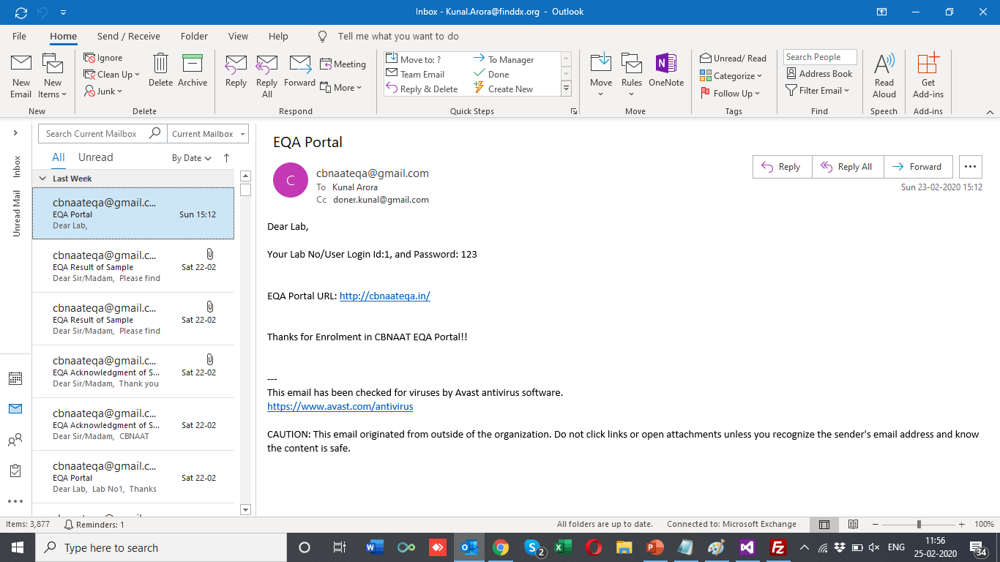 Inbox - Kunal.Arora@finddx.org - Outlook
File Home Send / Receive Folder View Help Tell me what you want to do
New Email
New Items
New
Ignore
Clean Up
Junk
Delete
Archive
Delete
Reply
Reply All
Forward
Meeting
More
Respond
Move to: ?
Team Email
Reply & Delete
To Manager
Done
Create New
Quick Steps
Move
Rules
OneNote
Move
Unread/ Read
Categorize
Follow Up
Tags
Search People
Address Book
Filter Email
Find
Read Aloud
Speech
Get Add-ins
Add-ins
Inbox
Unread Mail
Search Current Mailbox Current Mailbox
All Unread By Date
Last Week
cbnaateqa@gmail.c...
EQA Portal Sun 15:12
Dear Lab,
cbnaateqa@gmail.c...
EQA Result of Sample Sat 22-02
Dear Sir/Madam, Please find
cbnaateqa@gmail.c...
EQA Result of Sample Sat 22-02
Dear Sir/Madam, Please find
cbnaateqa@gmail.c...
EQA Acknowledgment of S... Sat 22-02
Dear Sir/Madam, Thank you
cbnaateqa@gmail.c...
EQA Acknowledgment of S... Sat 22-02
Dear Sir/Madam, CBNAAT
cbnaateqa@gmail.c...
EQA Portal Sat 22-02
Dear Lab, Lab No1, Thanks
EQA Portal
C
cbnaateqa@gmail.com
To Kunal Arora
Cc doner.kunal@gmail.com
Reply Reply All Forward ...
Sun 23-02-2020 15:12
Dear Lab,
Your Lab No/User Login Id:1, and Password: 123
EQA Portal URL: http://cbnaateqa.in/
Thanks for Enrolment in CBNAAT EQA Portal!!
---
This email has been checked for viruses by Avast antivirus software.
https://www.avast.com/antivirus
CAUTION: This email originated from outside of the organization. Do not click links or open attachments unless you recognize the sender's email address and know
the content is safe.
Items: 3,877 Reminders: 1 All folders are up to date. Connected to: Microsoft Exchange 100%
Type here to search
2
ENG
11:56
25-02-2020
34